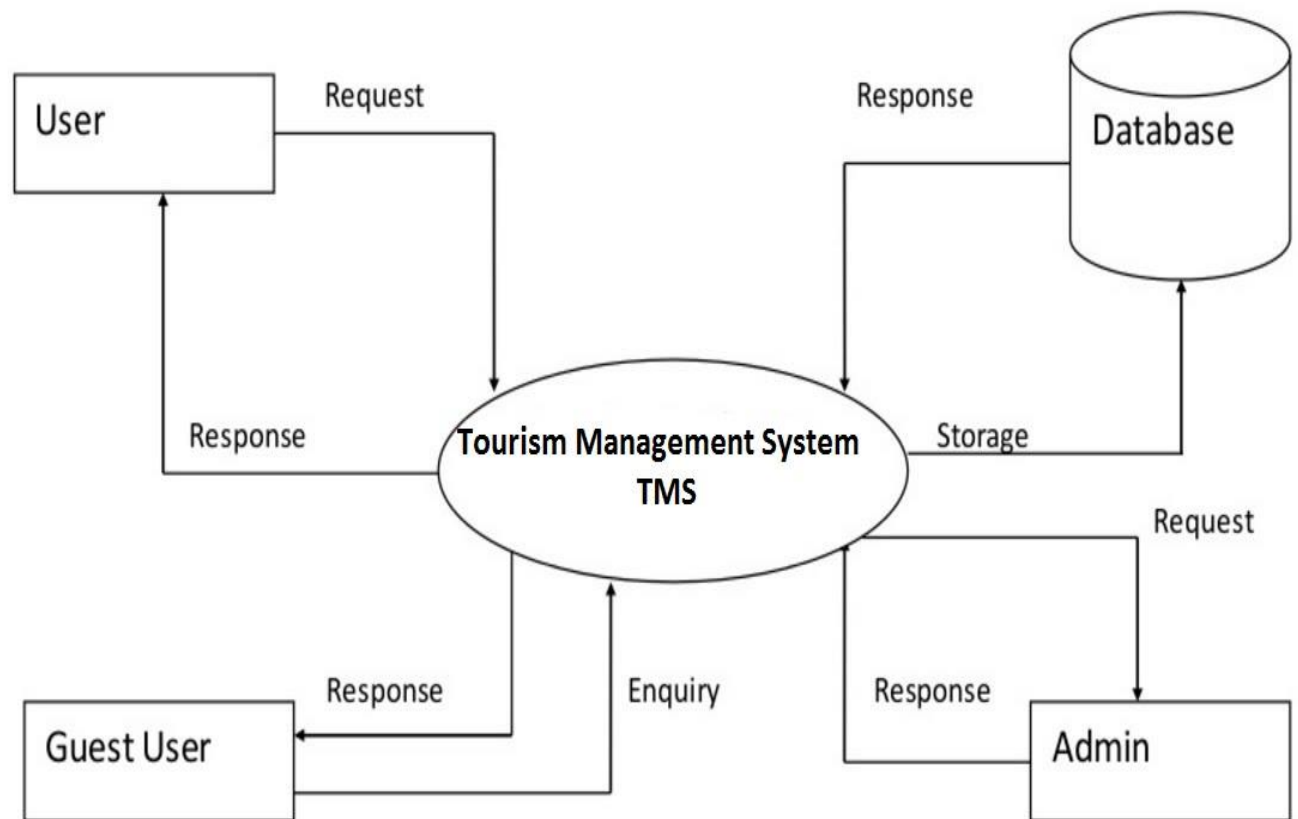 User
Request
Response
Database
Response
Tourism Management System
TMS
Storage
Request
Response
Enquiry
Response
Guest User
Admin